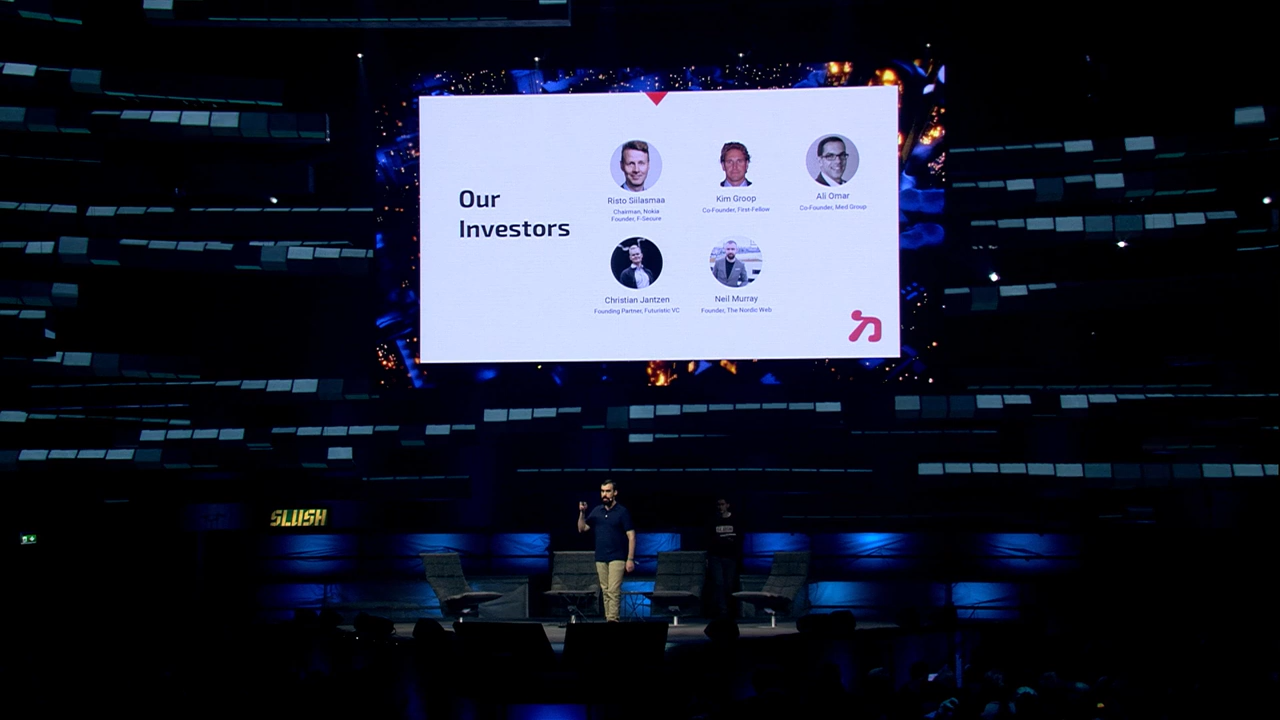 Our
Investors
Risto Siilasmaa
Chairman, Nokia
Founder, F-Secure
Kim Groop
Co-Founder, First-Fellow
Ali Omar
Co-Founder, Med Group
Christian Jantzen
Founding Partner, Futuristic VC
Neil Murray
Founder, The Nordic Web
SLUSH